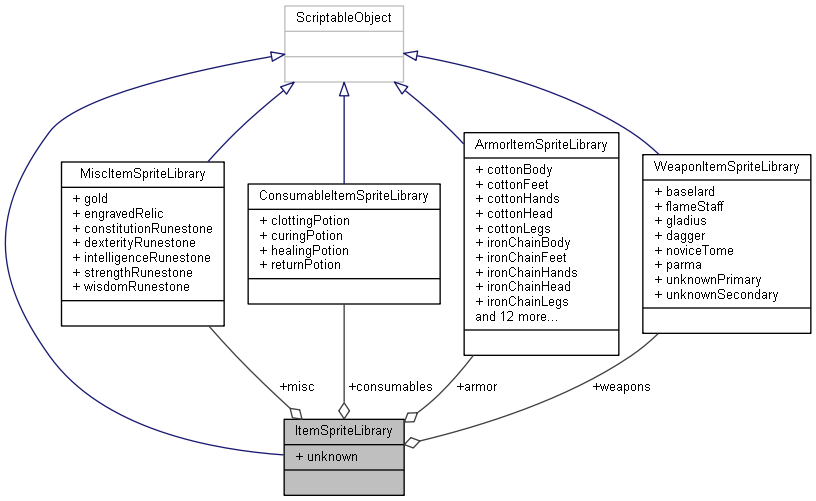 ScriptableObject
MiscItemSpriteLibrary
+ gold
+ engravedRelic
+ constitutionRunestone
+ dexterityRunestone
+ intelligenceRunestone
+ strengthRunestone
+ wisdomRunestone
ConsumableItemSpriteLibrary
+ clottingPotion
+ curingPotion
+ healingPotion
+ returnPotion
ArmorItemSpriteLibrary
+ cottonBody
+ cottonFeet
+ cottonHands
+ cottonHead
+ cottonLegs
+ ironChainBody
+ ironChainFeet
+ ironChainHands
+ ironChainHead
+ ironChainLegs
and 12 more...
WeaponItemSpriteLibrary
+ baselard
+ flameStaff
+ gladius
+ dagger
+ noviceTome
+ parma
+ unknownPrimary
+ unknownSecondary
+misc
+consumables
+armor
+weapons
ItemSpriteLibrary
+ unknown